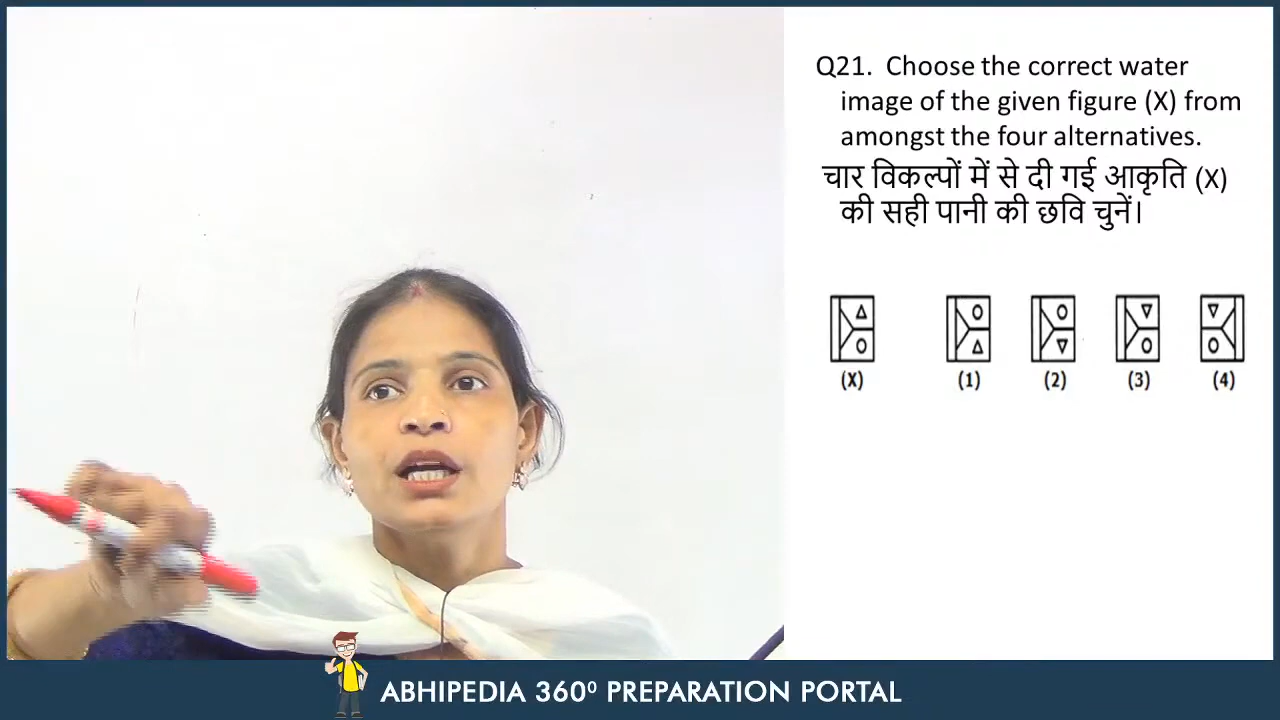 Q21. Choose the correct water
image of the given figure (X) from
amongst the four alternatives.
चार विकल्पों में से दी गई आकृति (X)
की सही पानी की छवि चुनें।
(X) (1) (2) (3) (4)
ABHIPEDIA 360⁰ PREPARATION PORTAL